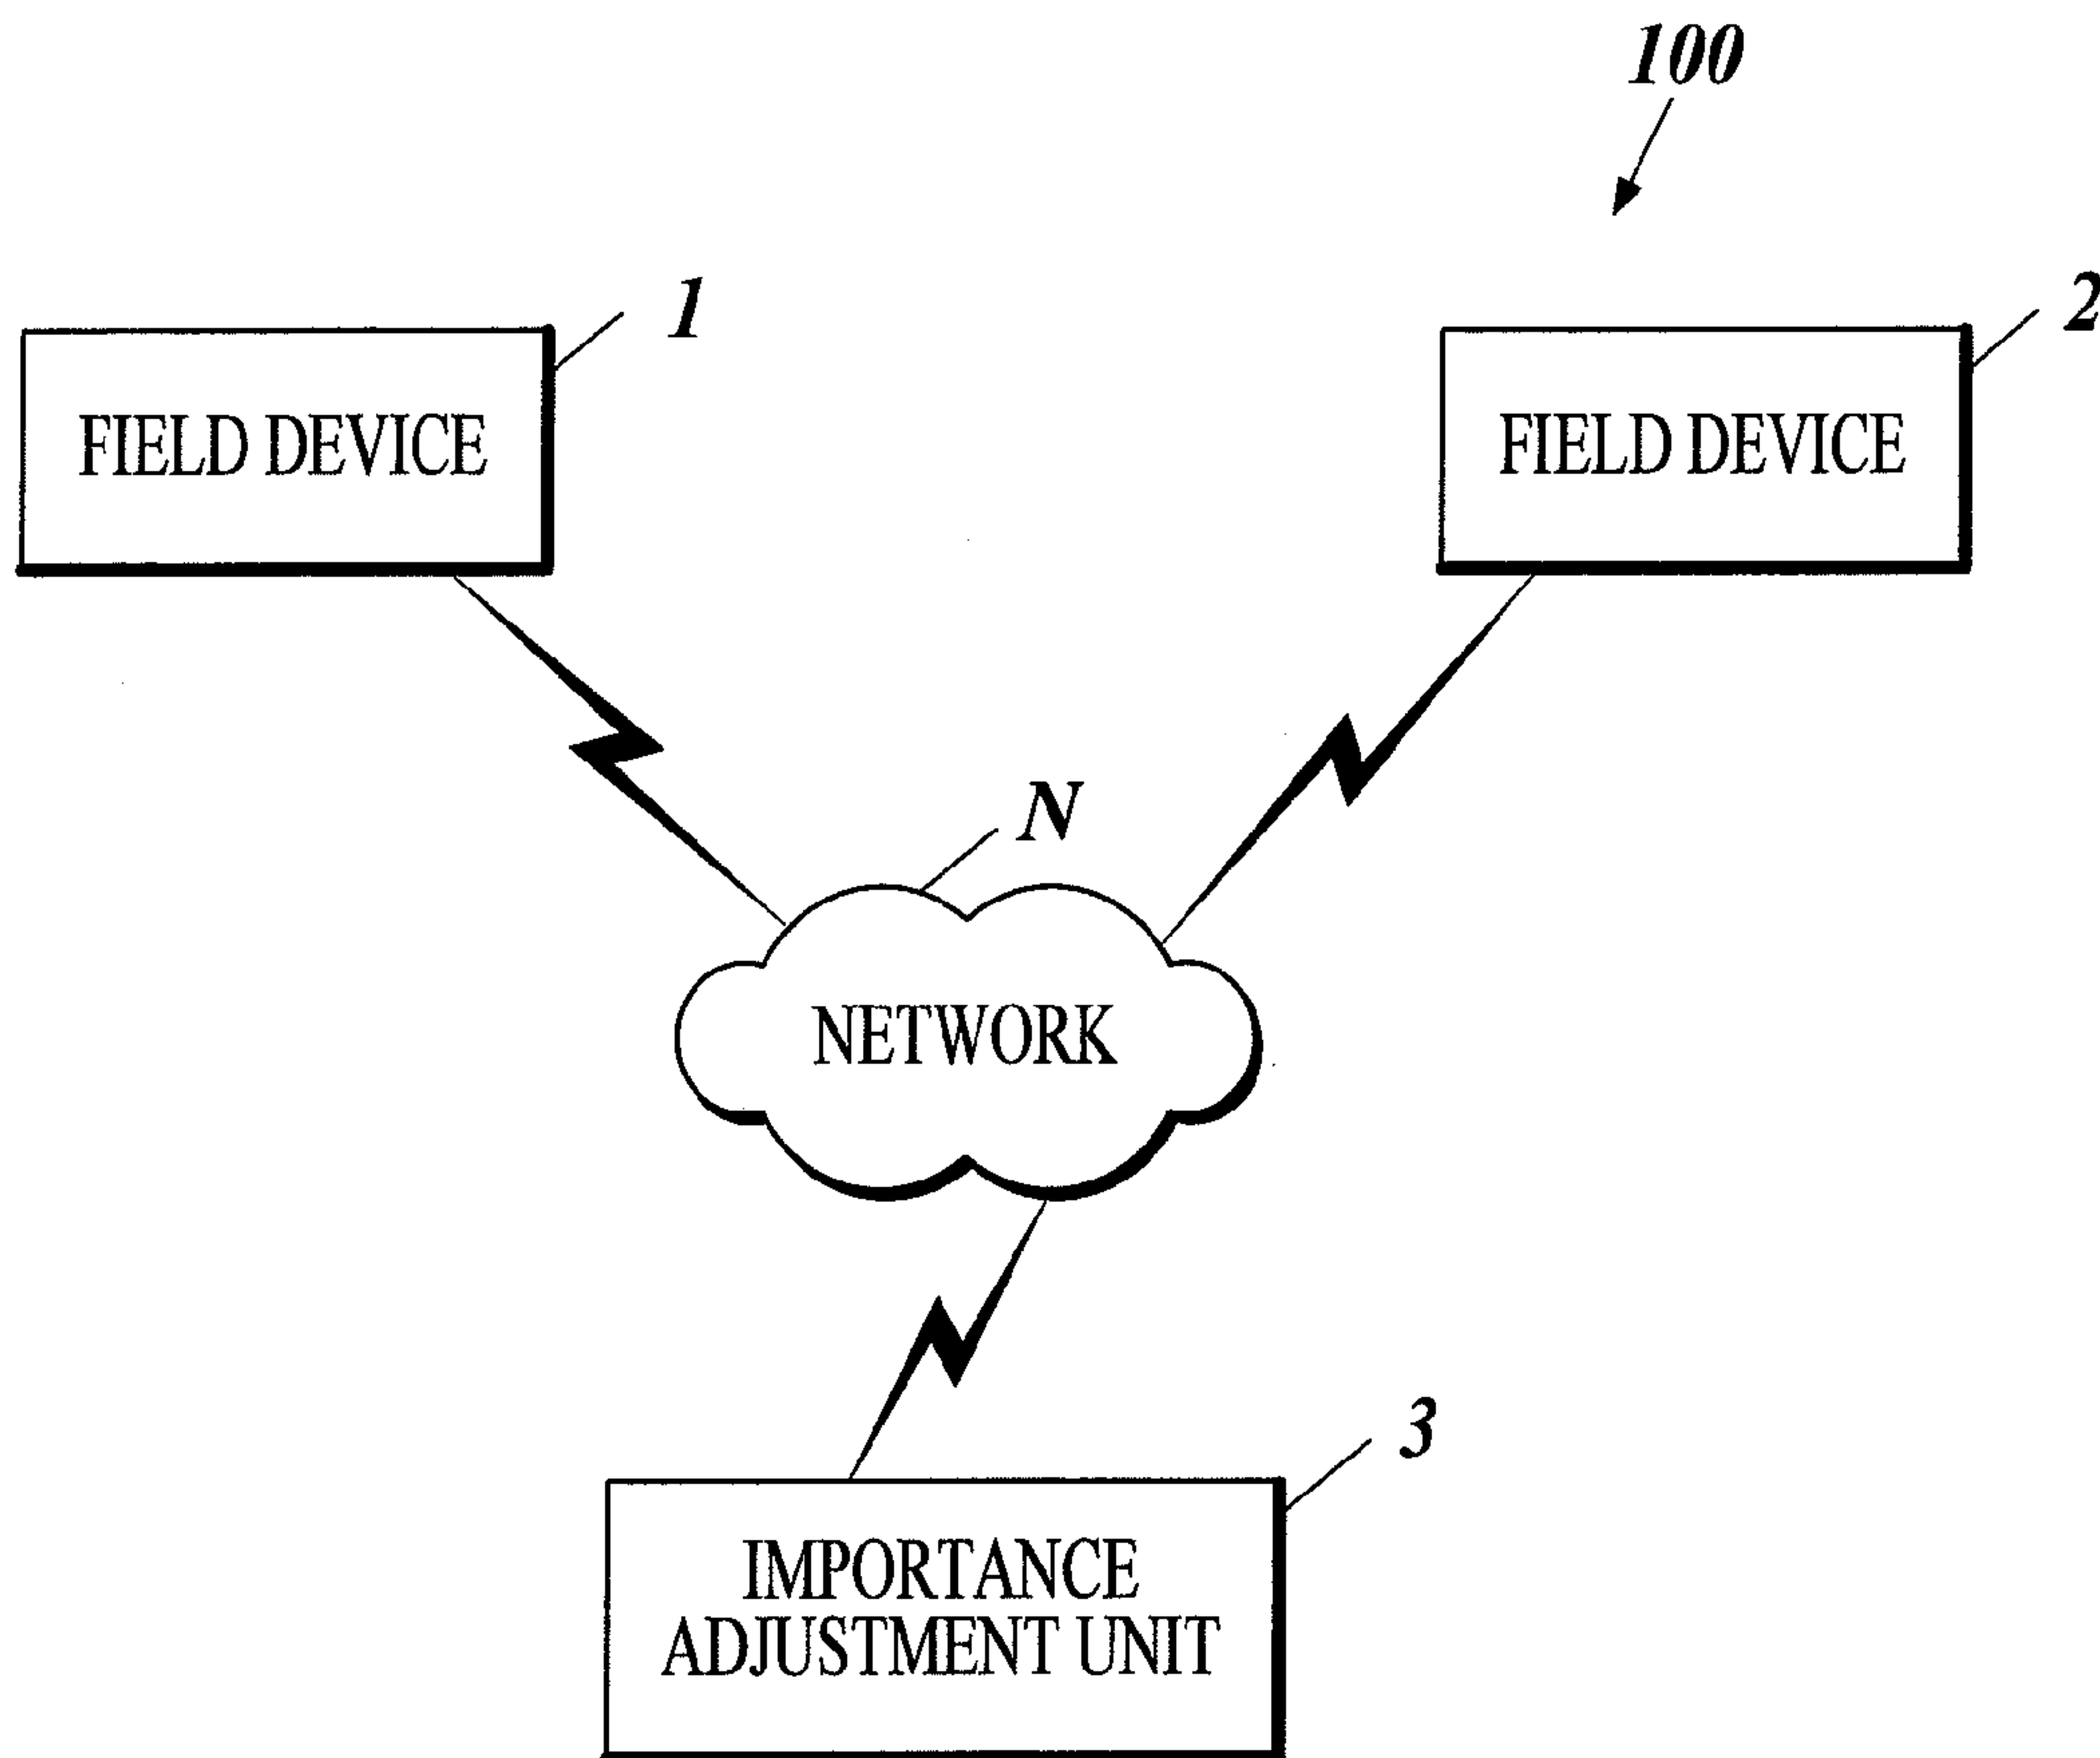 100
1
2
FIELD DEVICE
FIELD DEVICE
N
NETWORK
3
IMPORTANCE
ADJUSTMENT UNIT